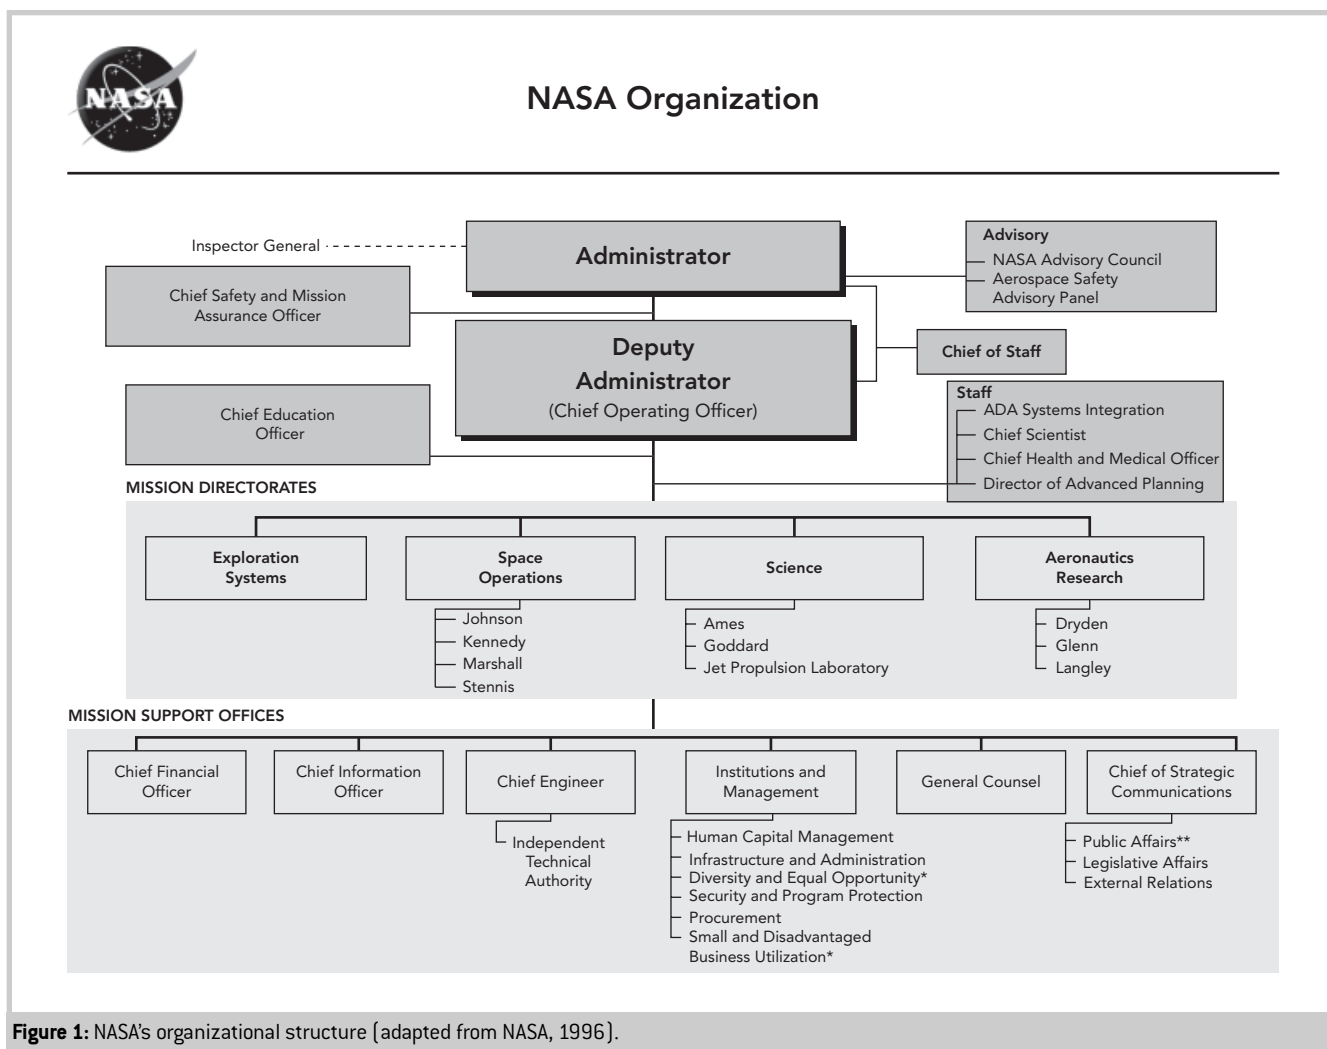 NASA
NASA Organization
Inspector General
Administrator
Advisory
NASA Advisory Council
Aerospace Safety
Advisory Panel
Chief Safety and Mission
Assurance Officer
Deputy
Administrator
(Chief Operating Officer)
Chief of Staff
Chief Education
Officer
Staff
ADA Systems Integration
Chief Scientist
Chief Health and Medical Officer
Director of Advanced Planning
MISSION DIRECTORATES
Exploration
Systems
Space
Operations
Johnson
Kennedy
Marshall
Stennis
Science
Ames
Goddard
Jet Propulsion Laboratory
Aeronautics
Research
Dryden
Glenn
Langley
MISSION SUPPORT OFFICES
Chief Financial
Officer
Chief Information
Officer
Chief Engineer
Independent
Technical
Authority
Institutions and
Management
Human Capital Management
Infrastructure and Administration
Diversity and Equal Opportunity*
Security and Program Protection
Procurement
Small and Disadvantaged
Business Utilization*
General Counsel
Chief of Strategic
Communications
Public Affairs**
Legislative Affairs
External Relations
Figure 1: NASA's organizational structure (adapted from NASA, 1996).